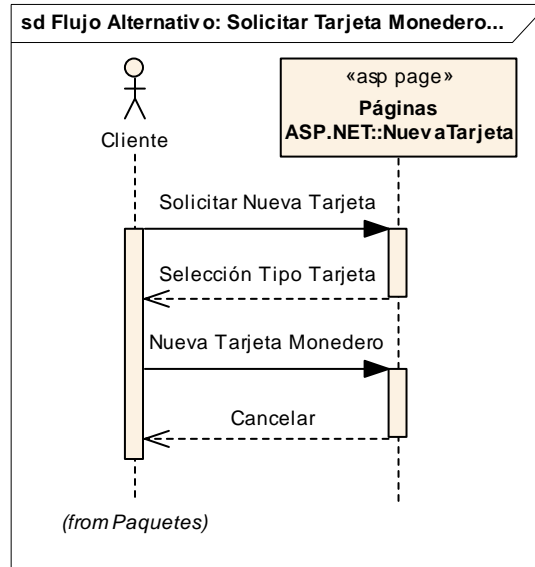 sd Flujo Alternativo: Solicitar Tarjeta Monedero...
«asp page»
Páginas
ASP.NET::NuevaTarjeta
Cliente
Solicitar Nueva Tarjeta
Selección Tipo Tarjeta
Nueva Tarjeta Monedero
Cancelar
(from Paquetes)